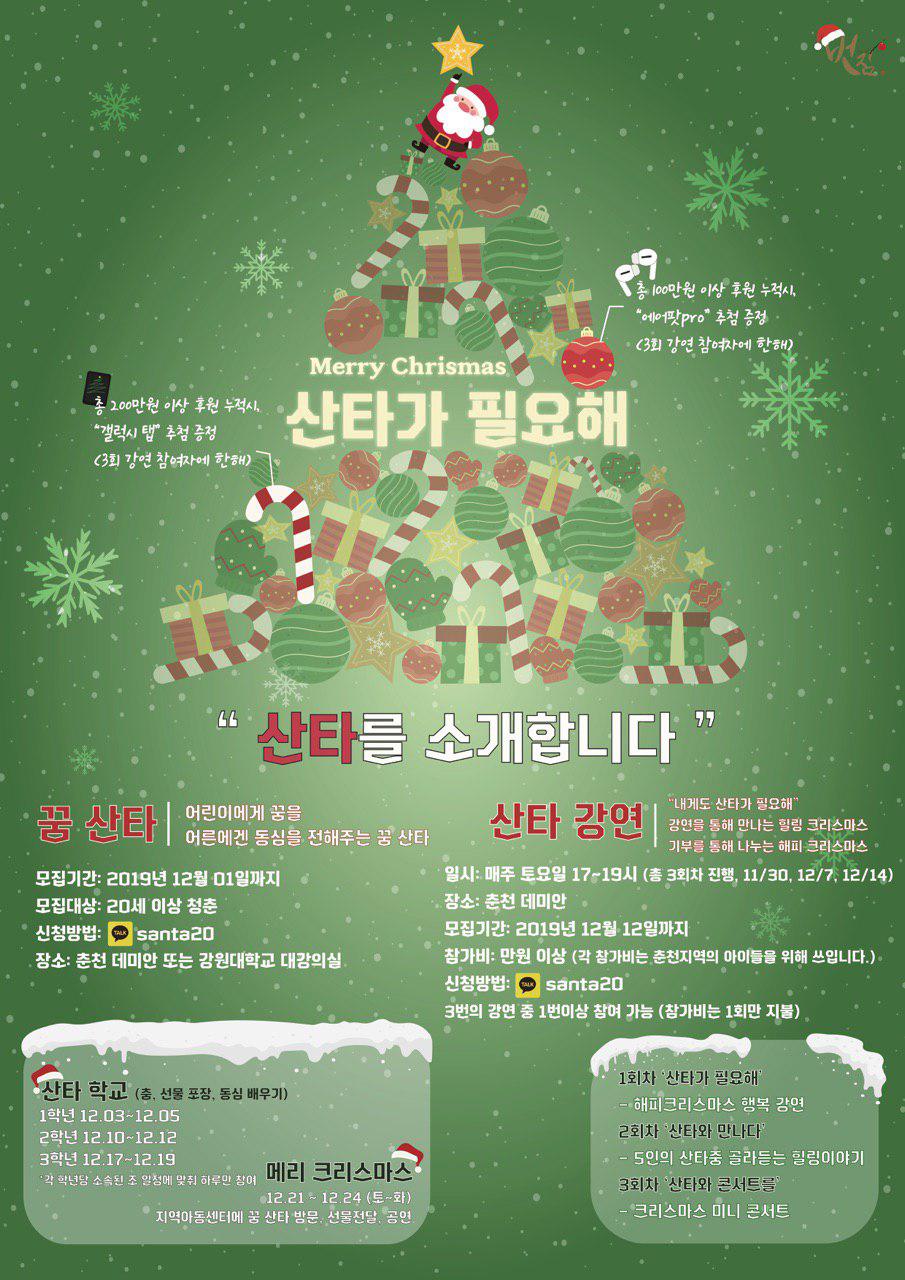 벗집
총 100만원 이상 후원 누적시,
"에어팟pro" 추첨 증정
(3회 강연 참여자에 한해)
Merry Chrismas
산타가 필요해
총 200만원 이상 후원 누적시,
"갤럭시 탭" 추첨 증정
(3회 강연 참여자에 한해)
“ 산타를 소개합니다 ”
꿈 산타
어린이에게 꿈을
어른에겐 동심을 전해주는 꿈 산타
모집기간: 2019년 12월 01일까지
모집대상: 20세 이상 청춘
신청방법: TALK santa20
장소: 춘천 데미안 또는 강원대학교 대강의실
산타 강연
"내게도 산타가 필요해"
강연을 통해 만나는 힐링 크리스마스
기부를 통해 나누는 해피 크리스마스
일시: 매주 토요일 17~19시 (총 3회차 진행, 11/30, 12/7, 12/14)
장소: 춘천 데미안
모집기간: 2019년 12월 12일까지
참가비: 만원 이상 (각 참가비는 춘천지역의 아이들을 위해 쓰입니다.)
신청방법: TALK santa20
3번의 강연 중 1번이상 참여 가능 (참가비는 1회만 지불)
산타 학교 (춤, 선물 포장, 동심 배우기)
1학년 12.03~12.05
2학년 12.10~12.12
3학년 12.17~12.19
*각 학년당 소속된 조 일정에 맞춰 하루만 참여
메리 크리스마스
12.21 ~ 12.24 (토~화)
지역아동센터에 꿈 산타 방문, 선물전달, 공연
1회차 '산타가 필요해'
- 해피크리스마스 행복 강연
2회차 '산타와 만나다'
- 5인의 산타중 골라듣는 힐링이야기
3회차 '산타와 콘서트를'
- 크리스마스 미니 콘서트